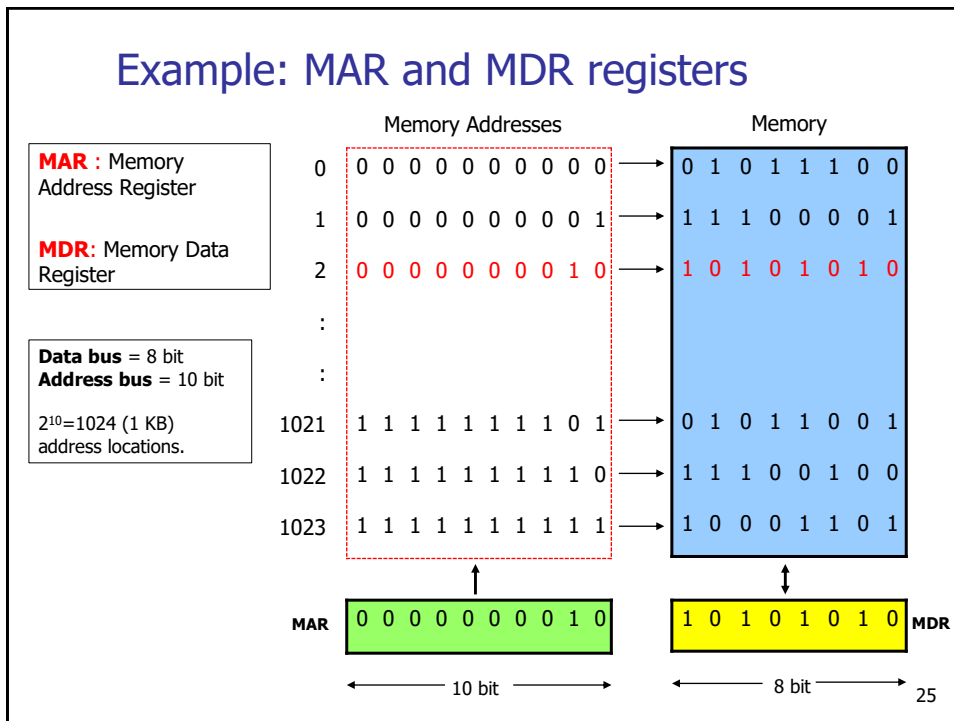 Example: MAR and MDR registers
Memory Addresses Memory
MAR : Memory
Address Register
MDR: Memory Data
Register
Data bus = 8 bit
Address bus = 10 bit
2¹⁰=1024 (1 KB)
address locations.
0 0 0 0 0 0 0 0 0 0 0 0 1 0 1 1 1 0 0
1 0 0 0 0 0 0 0 0 0 1 1 1 1 0 0 0 0 1
2 0 0 0 0 0 0 0 0 1 0 1 0 1 0 1 0 1 0
:
:
1021 1 1 1 1 1 1 1 1 0 1 0 1 0 1 1 0 0 1
1022 1 1 1 1 1 1 1 1 1 0 1 1 1 0 0 1 0 0
1023 1 1 1 1 1 1 1 1 1 1 1 0 0 0 1 1 0 1
MAR 0 0 0 0 0 0 0 0 1 0 1 0 1 0 1 0 1 0 MDR
10 bit 8 bit
25